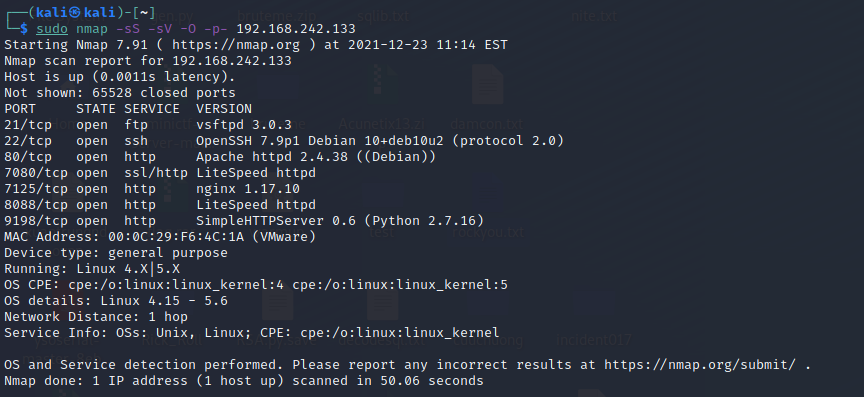 ┌──(kali㉿kali)-[~]
└─$ sudo nmap -sS -sV -O -p- 192.168.242.133
Starting Nmap 7.91 ( https://nmap.org ) at 2021-12-23 11:14 EST
Nmap scan report for 192.168.242.133
Host is up (0.0011s latency).
Not shown: 65528 closed ports
PORT     STATE SERVICE  VERSION
21/tcp   open  ftp      vsftpd 3.0.3
22/tcp   open  ssh      OpenSSH 7.9p1 Debian 10+deb10u2 (protocol 2.0)
80/tcp   open  http     Apache httpd 2.4.38 ((Debian))
7080/tcp open  ssl/http LiteSpeed httpd
7125/tcp open  http     nginx 1.17.10
8088/tcp open  http     LiteSpeed httpd
9198/tcp open  http     SimpleHTTPServer 0.6 (Python 2.7.16)
MAC Address: 00:0C:29:F6:4C:1A (VMware)
Device type: general purpose
Running: Linux 4.X|5.X
OS CPE: cpe:/o:linux:linux_kernel:4 cpe:/o:linux:linux_kernel:5
OS details: Linux 4.15 - 5.6
Network Distance: 1 hop
Service Info: OSs: Unix, Linux; CPE: cpe:/o:linux:linux_kernel

OS and Service detection performed. Please report any incorrect results at https://nmap.org/submit/ .
Nmap done: 1 IP address (1 host up) scanned in 50.06 seconds